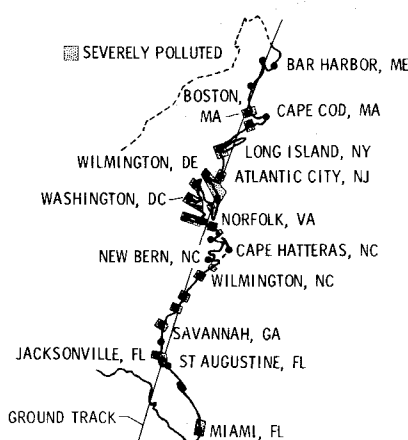 SEVERELY POLLUTED
BAR HARBOR, ME
BOSTON,
MA
CAPE COD, MA
LONG ISLAND, NY
WILMINGTON, DE
ATLANTIC CITY, NJ
WASHINGTON, DC
NORFOLK, VA
CAPE HATTERAS, NC
NEW BERN, NC
WILMINGTON, NC
SAVANNAH, GA
JACKSONVILLE, FL
ST AUGUSTINE, FL
GROUND TRACK
MIAMI, FL